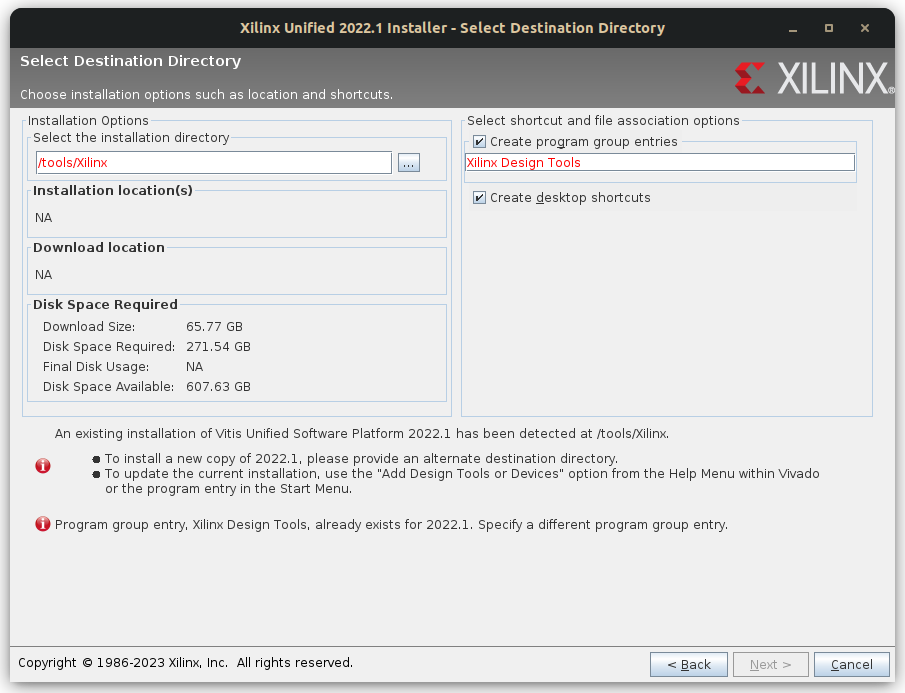 Xilinx Unified 2022.1 Installer - Select Destination Directory
Select Destination Directory
Choose installation options such as location and shortcuts.
XILINX®
Installation Options
Select the installation directory
/tools/Xilinx
...
Installation location(s)
NA
Download location
NA
Disk Space Required
Download Size: 65.77 GB
Disk Space Required: 271.54 GB
Final Disk Usage: NA
Disk Space Available: 607.63 GB
Select shortcut and file association options
Create program group entries
Xilinx Design Tools
Create desktop shortcuts
An existing installation of Vitis Unified Software Platform 2022.1 has been detected at /tools/Xilinx.
● To install a new copy of 2022.1, please provide an alternate destination directory.
● To update the current installation, use the "Add Design Tools or Devices" option from the Help Menu within Vivado
or the program entry in the Start Menu.
Program group entry, Xilinx Design Tools, already exists for 2022.1. Specify a different program group entry.
Copyright © 1986-2023 Xilinx, Inc. All rights reserved.
< Back
Next >
Cancel